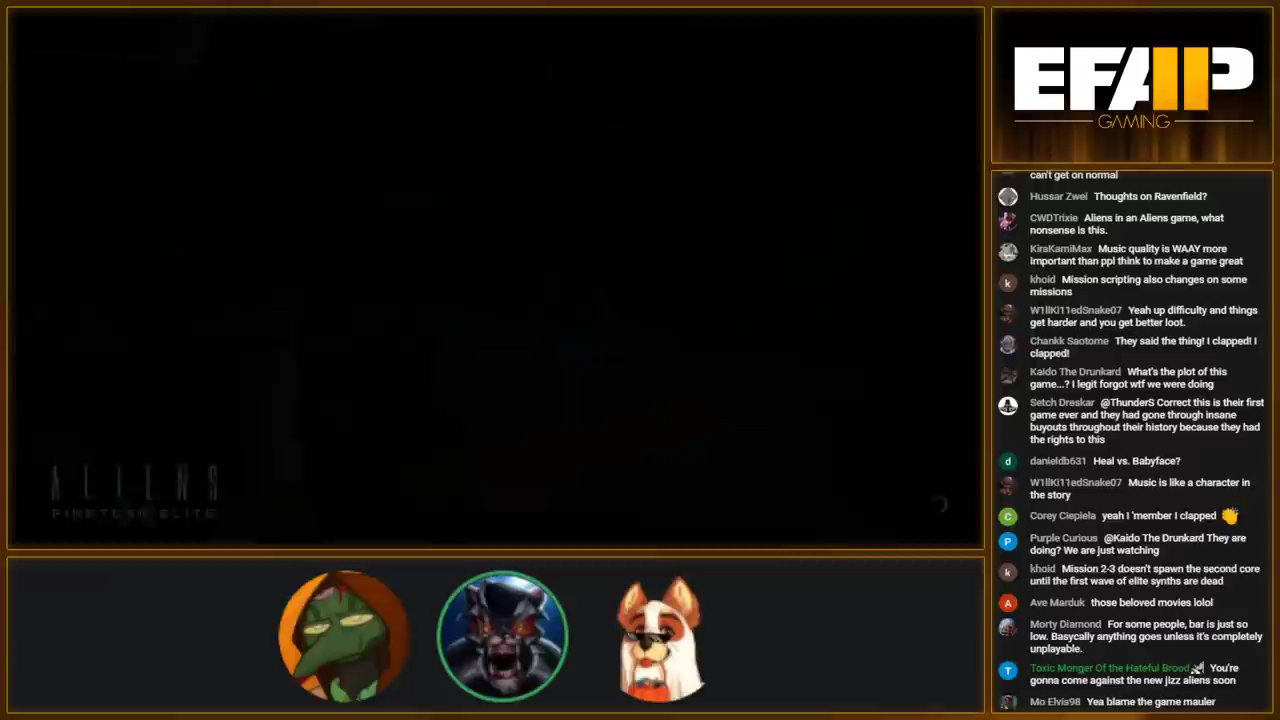 EFAP
GAMING
can't get on normal
Hussar Zwei Thoughts on Ravenfield?
CWDTrixie Aliens in an Aliens game, what
nonsense is this.
KiraKamiMax Music quality is WAAY more
important than ppl think to make a game great
khoid Mission scripting also changes on some
missions
W1llKi11edSnake07 Yeah up difficulty and things
get harder and you get better loot.
Chankk Saotome They said the thing! I clapped! I
clapped!
Kaido The Drunkard What's the plot of this
game...? I legit forgot wtf we were doing
Setch Dreskar @ThunderS Correct this is their first
game ever and they had gone through insane
buyouts throughout their history because they had
the rights to this
danieldb631 Heal vs. Babyface?
W1llKi11edSnake07 Music is like a character in
the story
Corey Ciepiela yeah I 'member I clapped 👏
Purple Curious @Kaido The Drunkard They are
doing? We are just watching
khoid Mission 2-3 doesn't spawn the second core
until the first wave of elite synths are dead
Ave Marduk those beloved movies lolol
Morty Diamond For some people, bar is just so
low. Basycally anything goes unless it's completely
unplayable.
Toxic Monger Of the Hateful Brood You're
gonna come against the new jizz aliens soon
Mo Elvis98 Yea blame the game mauler
ALIENS
FIRETEAM ELITE
k
k
d
C
P
A
T